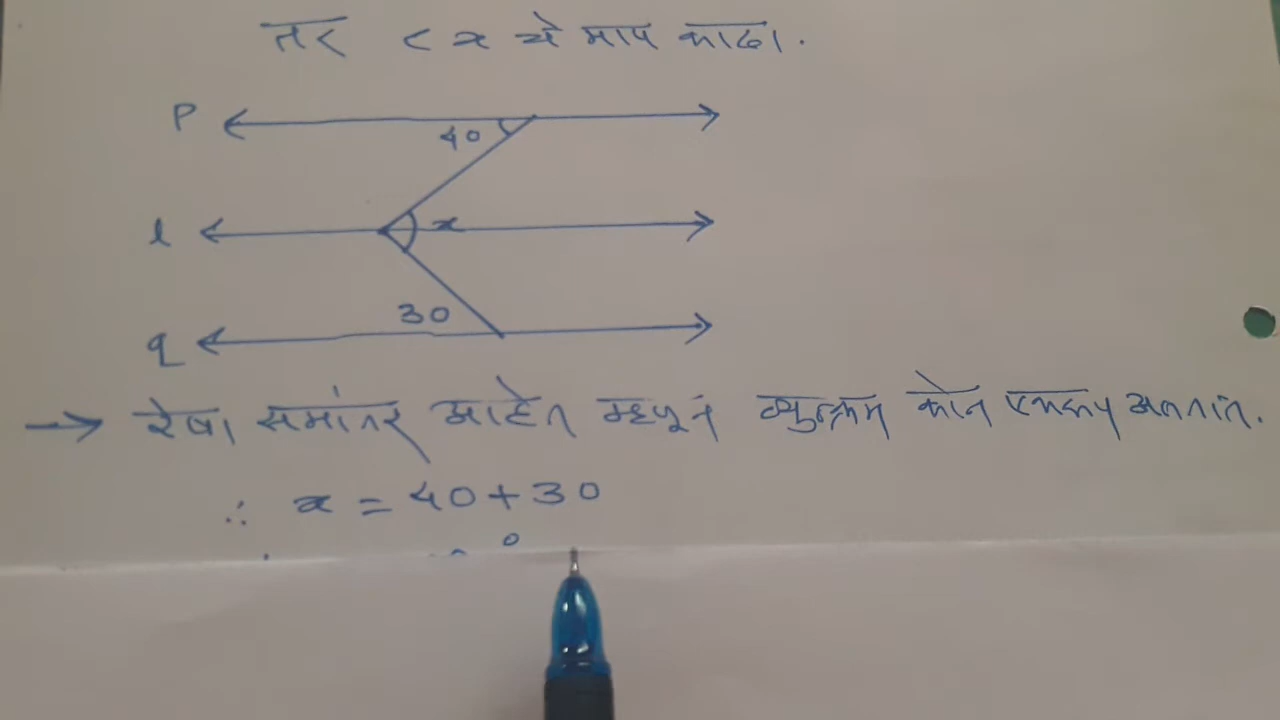 तर < x चे माप काढा.
P
40
l
x
30
q
→ रेषा समांतर आहेत म्हणून व्युत्क्रम कोन एकरूप असतात.
∴ x = 40 + 30